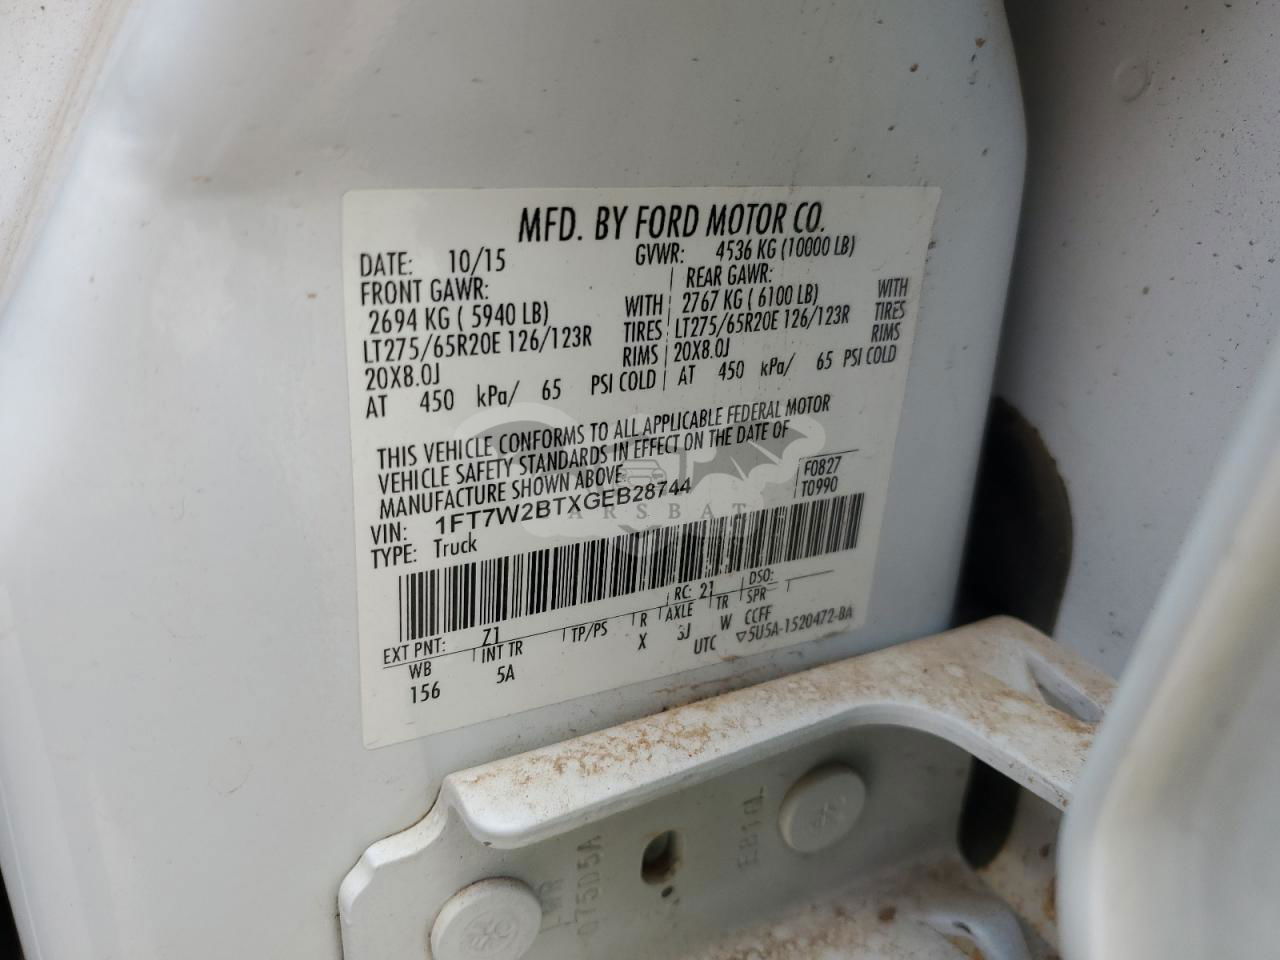 MFD. BY FORD MOTOR CO.
DATE: 10/15 GVWR: 4536 KG (10000 LB)
FRONT GAWR: REAR GAWR:
2694 KG ( 5940 LB) WITH 2767 KG ( 6100 LB) WITH
LT275/65R20E 126/123R TIRES LT275/65R20E 126/123R TIRES
20X8.0J RIMS 20X8.0J RIMS
AT 450 kPa/ 65 PSI COLD AT 450 kPa/ 65 PSI COLD
THIS VEHICLE CONFORMS TO ALL APPLICABLE FEDERAL MOTOR
VEHICLE SAFETY STANDARDS IN EFFECT ON THE DATE OF
MANUFACTURE SHOWN ABOVE.
F0827
T0990
VIN: 1FT7W2BTXGEB28744
TYPE: Truck
ARSBAT
EXT PNT: Z1 RC: 21 DSO:
WB INT TR TP/PS R AXLE TR SPR
156 5A X 3J W CCFF
UTC ▽5U5A-1520472-BA
07505A